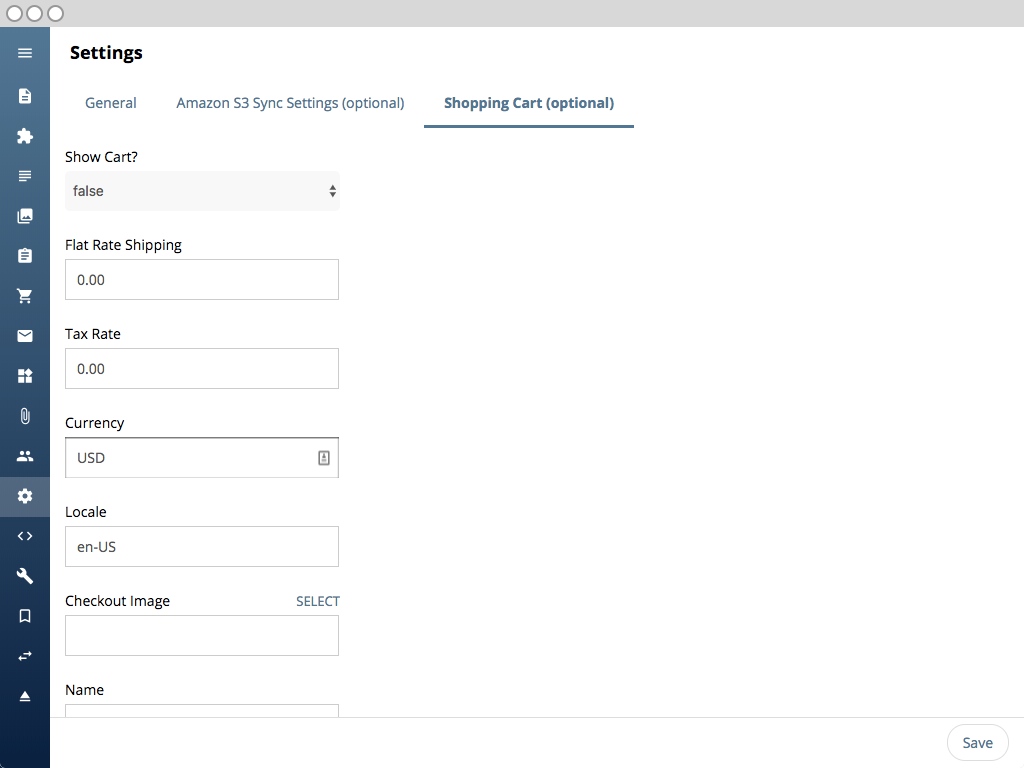 Settings
General
Amazon S3 Sync Settings (optional)
Shopping Cart (optional)
Show Cart?
false
Flat Rate Shipping
0.00
Tax Rate
0.00
Currency
USD
Locale
en-US
Checkout Image
SELECT
Name
Save